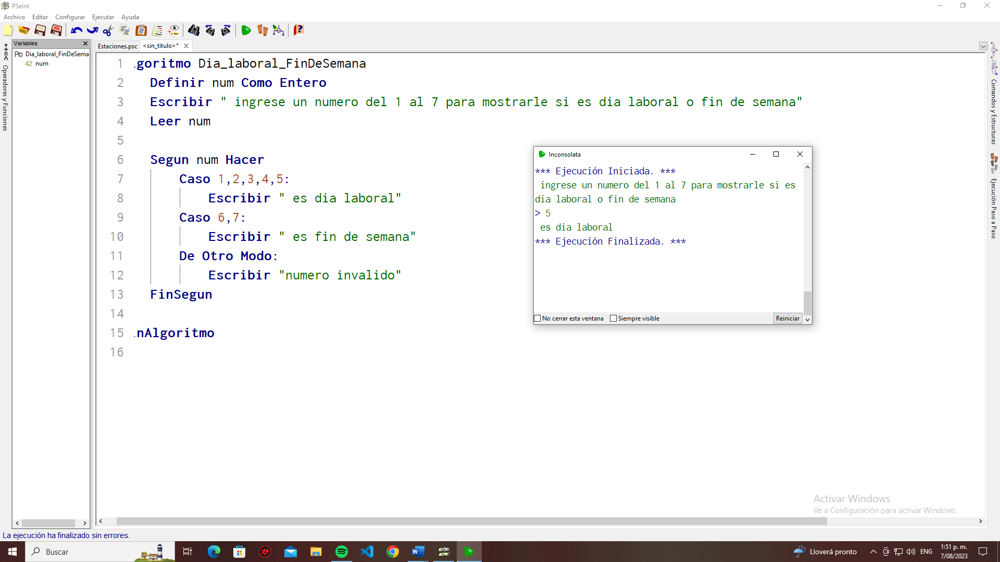 PSeInt
Archivo Editar Configurar Ejecutar Ayuda
Variables
Estaciones.psc <sin_titulo>*
Pro Dia_laboral_FinDeSema
42 num
*+=< Operadores y Funciones
1 .goritmo Dia_laboral_FinDeSemana
2 Definir num Como Entero
3 Escribir " ingrese un numero del 1 al 7 para mostrarle si es dia laboral o fin de semana"
4 Leer num
5
6 Segun num Hacer
7 Caso 1,2,3,4,5:
8 Escribir " es dia laboral"
9 Caso 6,7:
10 Escribir " es fin de semana"
11 De Otro Modo:
12 Escribir "numero invalido"
13 FinSegun
14
15 .nAlgoritmo
16
Inconsolata
*** Ejecución Iniciada. ***
ingrese un numero del 1 al 7 para mostrarle si es
dia laboral o fin de semana
> 5
es dia laboral
*** Ejecución Finalizada. ***
No cerrar esta ventana Siempre visible Reiniciar
Comandos y Estructuras
Ejecución Paso a Paso
Activar Windows
Ve a Configuración para activar Windows.
La ejecución ha finalizado sin errores.
Buscar
Lloverá pronto
ENG
1:51 p. m.
7/08/2023